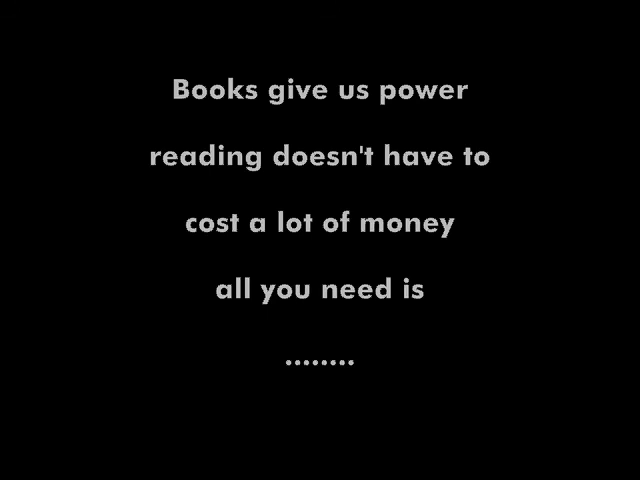 Books give us power
reading doesn't have to
cost a lot of money
all you need is
........